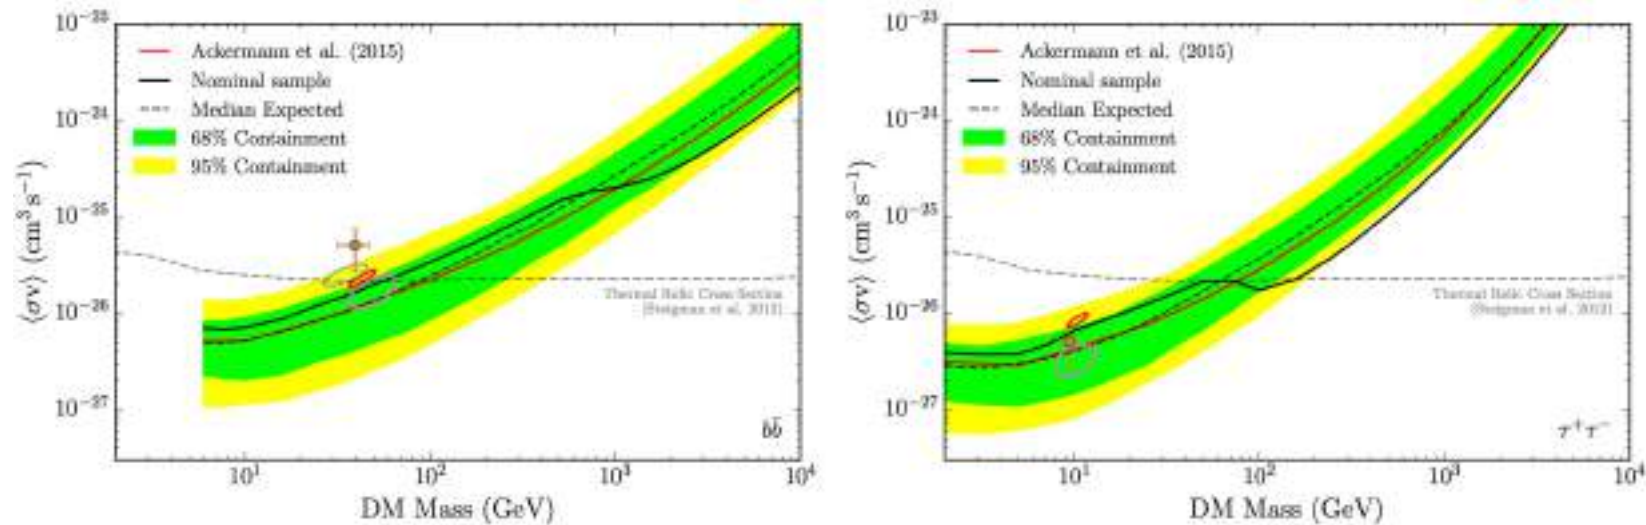 10⁻²³
10⁻²⁴
10⁻²⁵
10⁻²⁶
10⁻²⁷
⟨σv⟩ (cm³ s⁻¹)
Ackermann et al. (2015)
Nominal sample
Median Expected
68% Containment
95% Containment
Thermal Relic Cross Section
(Steigman et al. 2012)
bb̄
10¹ 10² 10³ 10⁴
DM Mass (GeV)
10⁻²³
10⁻²⁴
10⁻²⁵
10⁻²⁶
10⁻²⁷
⟨σv⟩ (cm³ s⁻¹)
Ackermann et al. (2015)
Nominal sample
Median Expected
68% Containment
95% Containment
Thermal Relic Cross Section
(Steigman et al. 2012)
τ⁺τ⁻
10¹ 10² 10³ 10⁴
DM Mass (GeV)